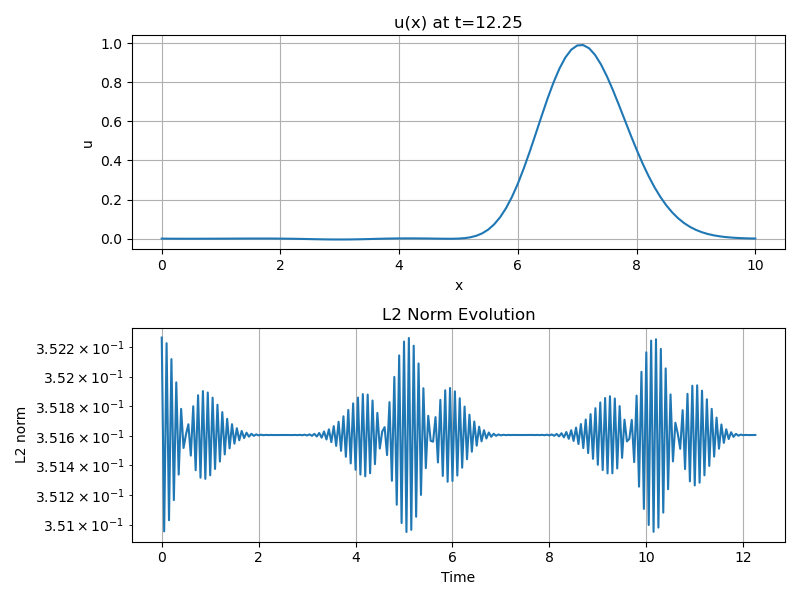 u(x) at t=12.25
1.0
0.8
0.6
0.4
0.2
0.0
u
0 2 4 6 8 10
x
L2 Norm Evolution
3.522 × 10⁻¹
3.52 × 10⁻¹
3.518 × 10⁻¹
3.516 × 10⁻¹
3.514 × 10⁻¹
3.512 × 10⁻¹
3.51 × 10⁻¹
L2 norm
0 2 4 6 8 10 12
Time